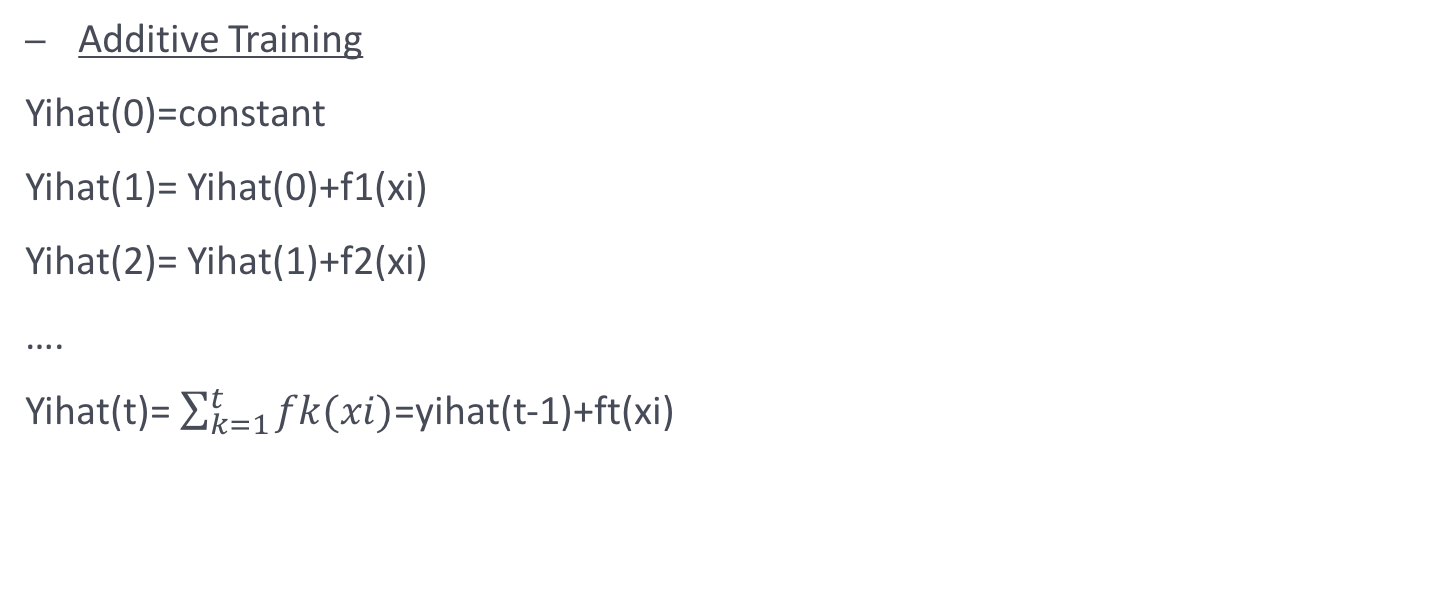 – Additive Training
Yihat(0)=constant
Yihat(1)= Yihat(0)+f1(xi)
Yihat(2)= Yihat(1)+f2(xi)
….
Yihat(t)= ∑ᵗₖ₌₁ 𝑓𝑘(𝑥𝑖)=yihat(t-1)+ft(xi)